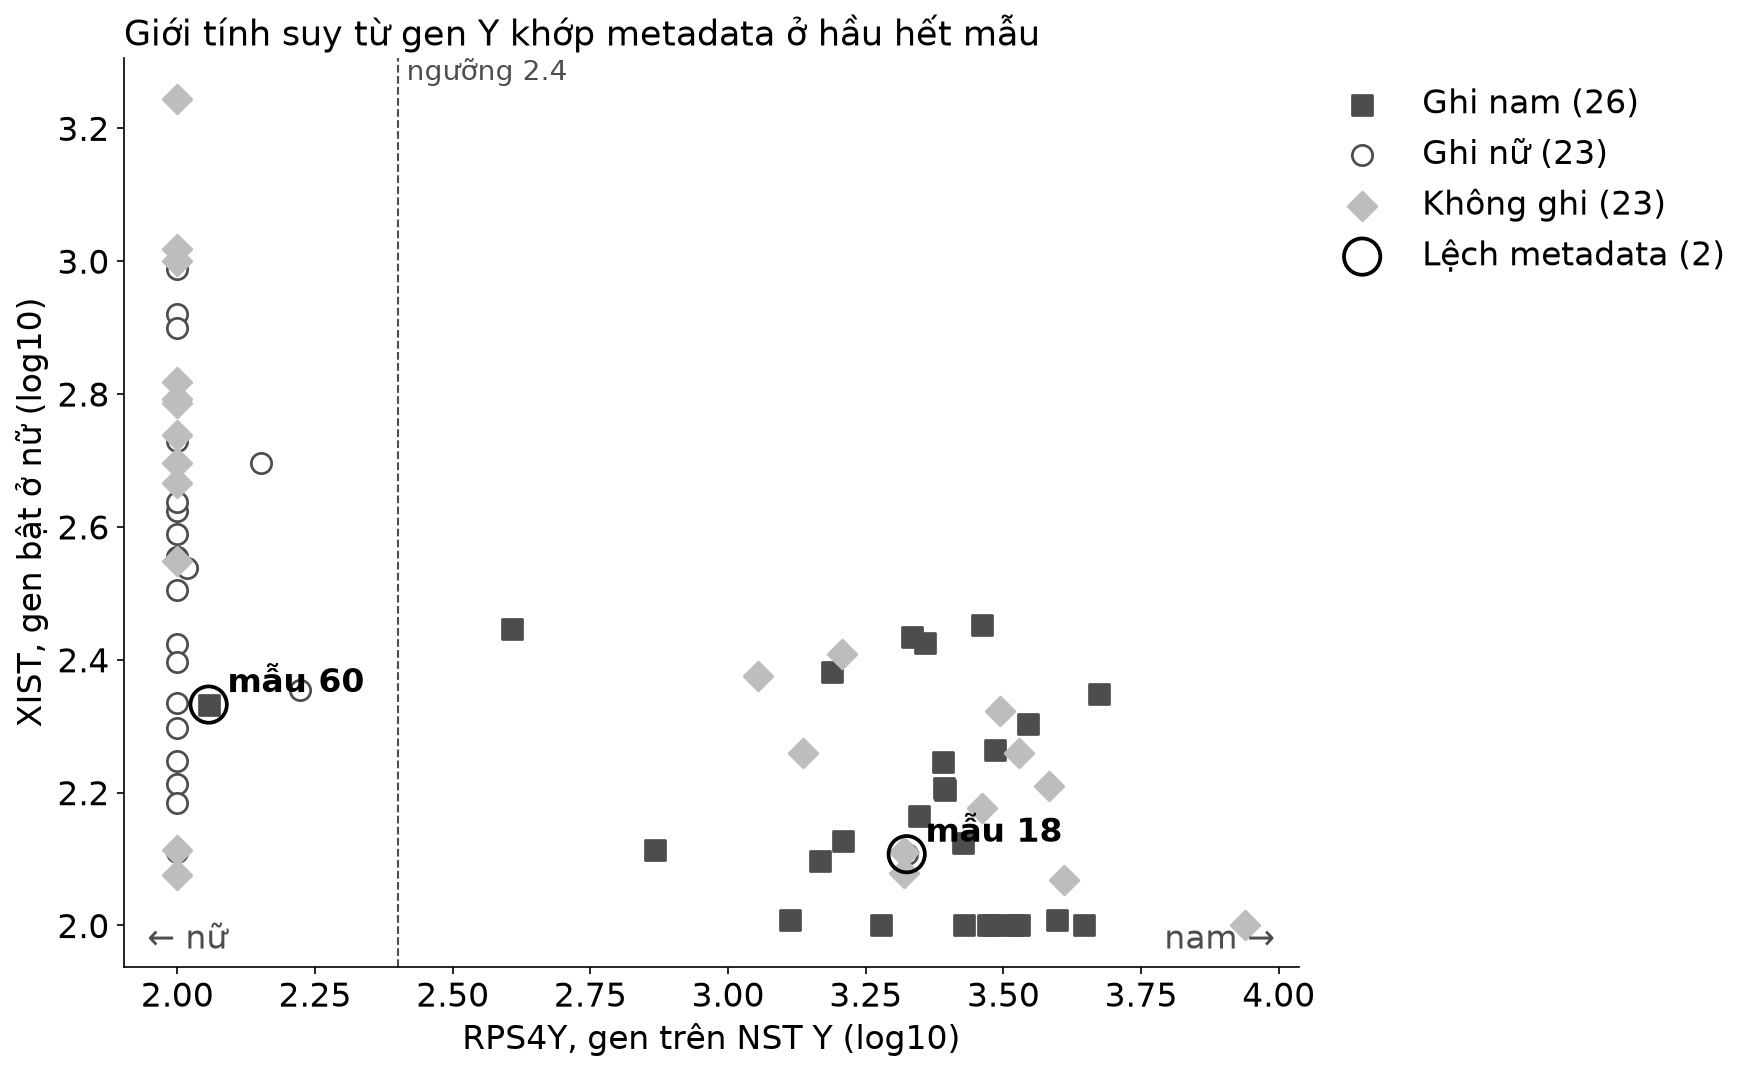 Giới tính suy từ gen Y khớp metadata ở hầu hết mẫu
ngưỡng 2.4
Ghi nam (26)
Ghi nữ (23)
Không ghi (23)
Lệch metadata (2)
XIST, gen bật ở nữ (log10)
3.2
3.0
2.8
2.6
2.4
2.2
2.0
mẫu 60
mẫu 18
← nữ
nam →
2.00
2.25
2.50
2.75
3.00
3.25
3.50
3.75
4.00
RPS4Y, gen trên NST Y (log10)